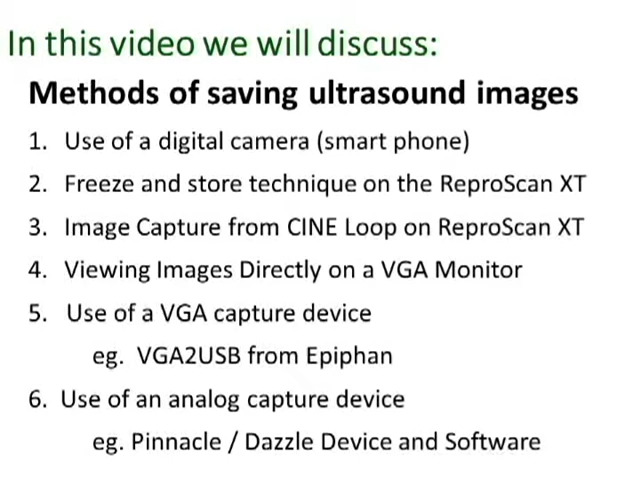 In this video we will discuss:
Methods of saving ultrasound images
1. Use of a digital camera (smart phone)
2. Freeze and store technique on the ReproScan XT
3. Image Capture from CINE Loop on ReproScan XT
4. Viewing Images Directly on a VGA Monitor
5. Use of a VGA capture device
eg. VGA2USB from Epiphan
6. Use of an analog capture device
eg. Pinnacle / Dazzle Device and Software